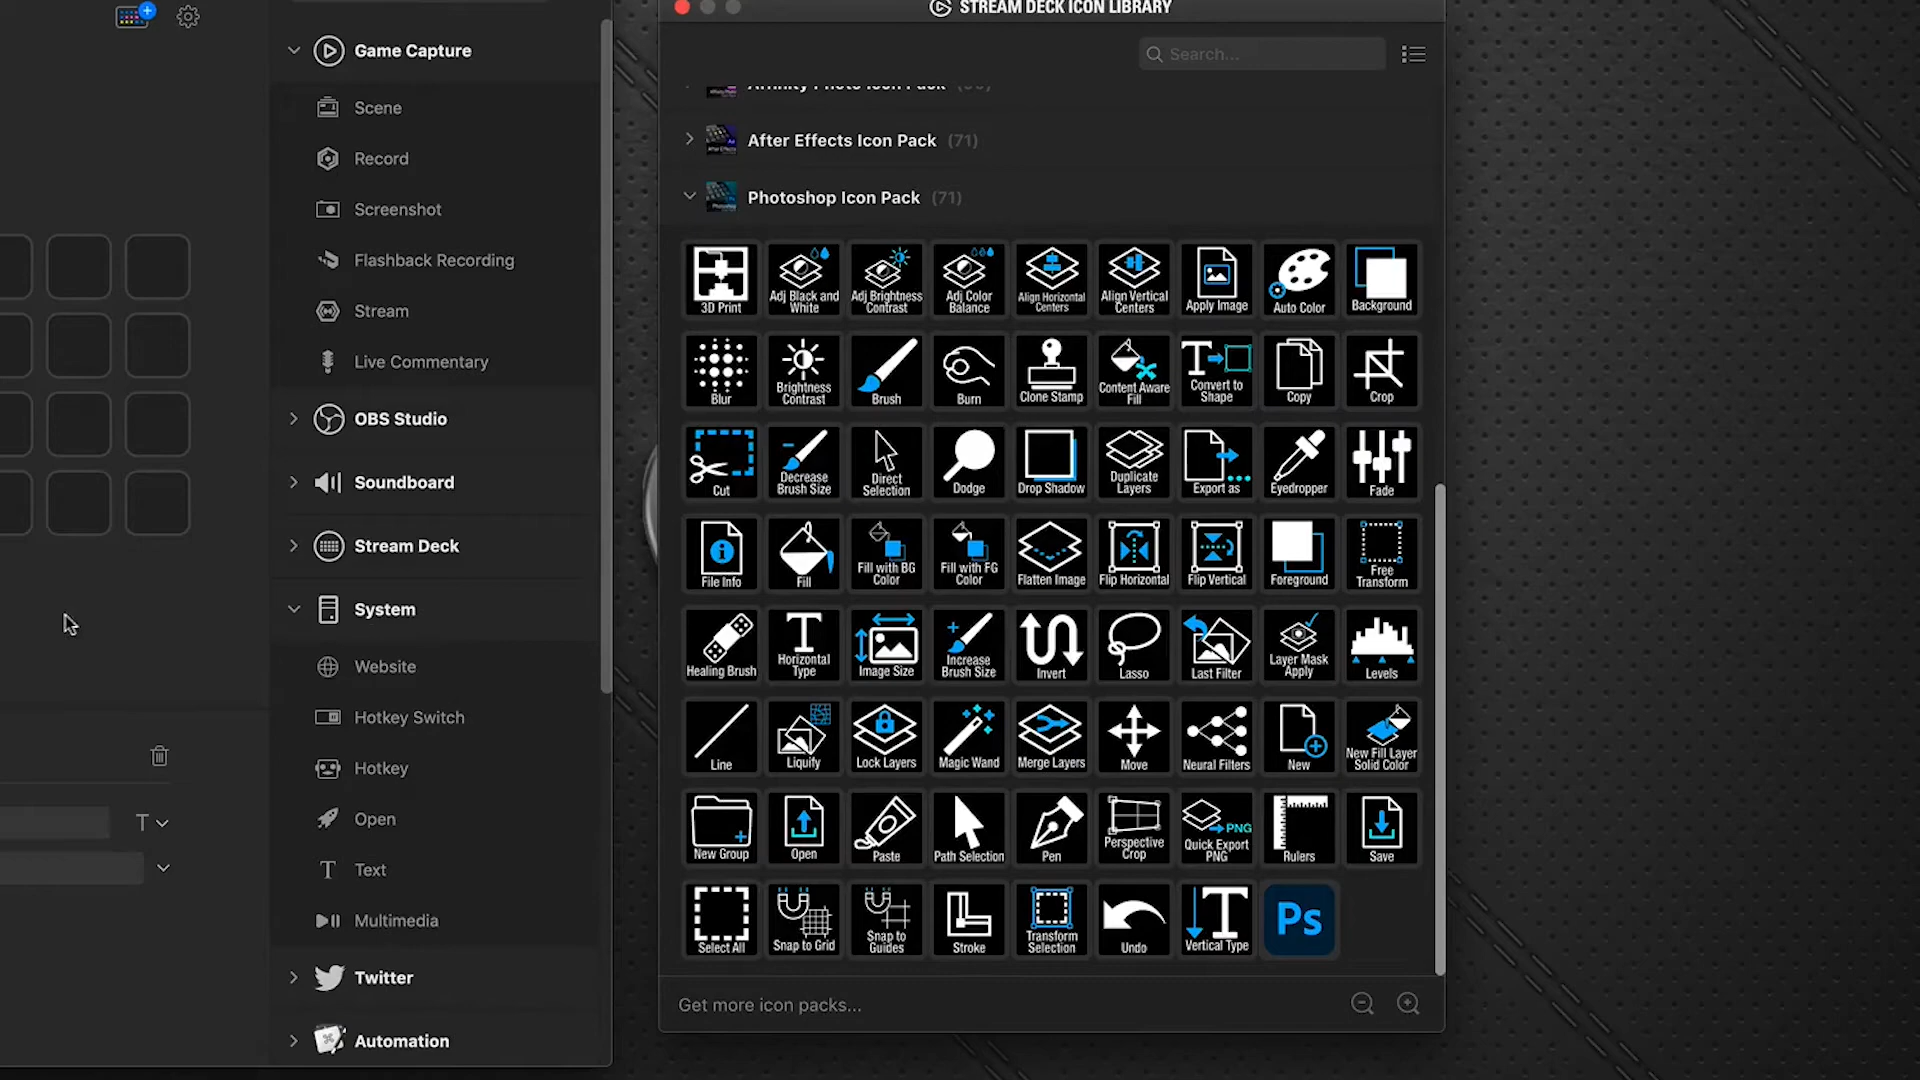 Game Capture
Scene
Record
Screenshot
Flashback Recording
Stream
Live Commentary
OBS Studio
Soundboard
Stream Deck
System
Website
Hotkey Switch
Hotkey
Open
Text
Multimedia
Twitter
Automation
T
STREAM DECK ICON LIBRARY
Search...
Affinity Photo Icon Pack
After Effects Icon Pack (71)
Photoshop Icon Pack (71)
3D Print
Adj Black and
White
Adj Brightness
Contrast
Adj Color
Balance
Align Horizontal
Centers
Align Vertical
Centers
Apply Image
Auto Color
Background
Blur
Brightness
Contrast
Brush
Burn
Clone Stamp
Content Aware
Fill
Convert to
Shape
Copy
Crop
Cut
Decrease
Brush Size
Direct
Selection
Dodge
Drop Shadow
Duplicate
Layers
Export as
Eyedropper
Fade
File Info
Fill
Fill with BG
Color
Fill with FG
Color
Flatten Image
Flip Horizontal
Flip Vertical
Foreground
Free
Transform
Healing Brush
Horizontal
Type
Image Size
Increase
Brush Size
Invert
Lasso
Last Filter
Layer Mask
Apply
Levels
Line
Liquify
Lock Layers
Magic Wand
Merge Layers
Move
Neural Filters
New
New Fill Layer
Solid Color
New Group
Open
Paste
Path Selection
Pen
Perspective
Crop
PNG
Quick Export
PNG
Rulers
Save
Select All
Snap to Grid
Snap to
Guides
Stroke
Transform
Selection
Undo
Vertical Type
Ps
Get more icon packs...